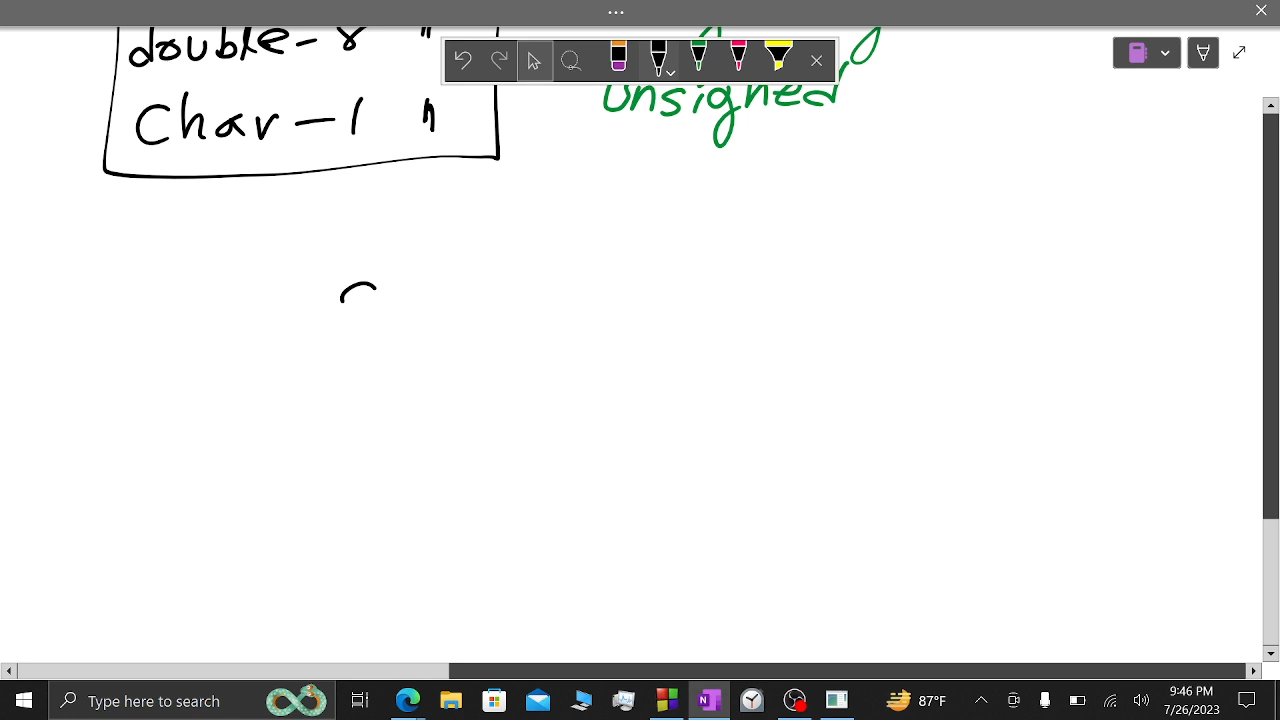 double - 8 "
unsigned
Char - 1 "
Type here to search
87°F
9:46 PM
7/26/2023